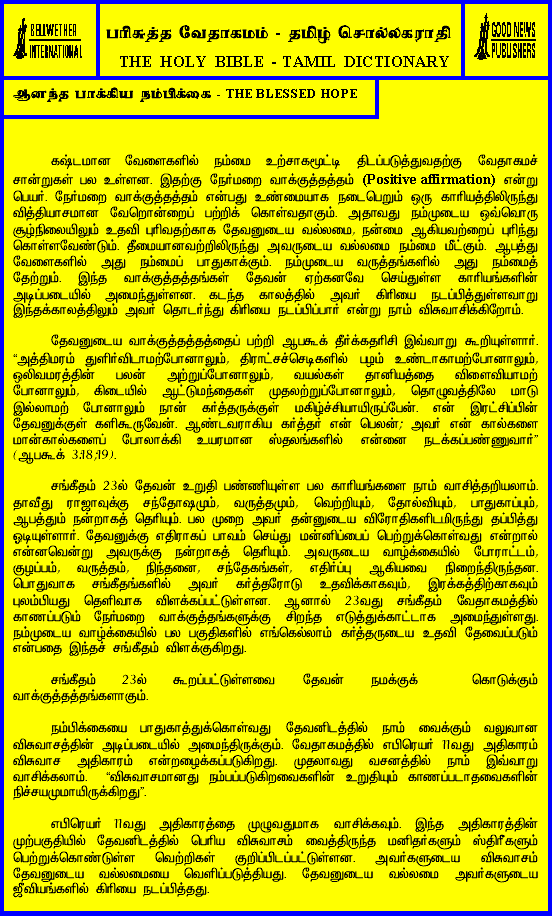 BELLWETHER
INTERNATIONAL
பரிசுத்த வேதாகமம் - தமிழ் சொல்லகராதி
THE HOLY BIBLE - TAMIL DICTIONARY
GOOD NEWS
PUBLISHERS
ஆனந்த பாக்கிய நம்பிக்கை - THE BLESSED HOPE
கஷ்டமான வேளைகளில் நம்மை உற்சாகமூட்டி திடப்படுத்துவதற்கு வேதாகமச்
சான்றுகள் பல உள்ளன. இதற்கு நேர்மறை வாக்குத்தத்தம் (Positive affirmation) என்று
பெயர். நேர்மறை வாக்குத்தத்தம் என்பது உண்மையாக நடைபெறும் ஒரு காரியத்திலிருந்து
வித்தியாசமான வேறொன்றைப் பற்றிக் கொள்வதாகும். அதாவது நம்முடைய ஒவ்வொரு
சூழ்நிலையிலும் உதவி புரிவதற்காக தேவனுடைய வல்லமை, நன்மை ஆகியவற்றைப் புரிந்து
கொள்ளவேண்டும். தீமையானவற்றிலிருந்து அவருடைய வல்லமை நம்மை மீட்கும். ஆபத்து
வேளைகளில் அது நம்மைப் பாதுகாக்கும். நம்முடைய வருத்தங்களில் அது நம்மைத்
தேற்றும். இந்த வாக்குத்தத்தங்கள் தேவன் ஏற்கனவே செய்துள்ள காரியங்களின்
அடிப்படையில் அமைந்துள்ளன. கடந்த காலத்தில் அவர் கிரியை நடப்பித்துள்ளவாறு
இந்தக்காலத்திலும் அவர் தொடர்ந்து கிரியை நடப்பிப்பார் என்று நாம் விசுவாசிக்கிறோம்.
தேவனுடைய வாக்குத்தத்தத்தைப் பற்றி ஆபகூக் தீர்க்கதரிசி இவ்வாறு கூறியுள்ளார்.
“அத்திமரம் துளிர்விடாமற்போனாலும், திராட்சச்செடிகளில் பழம் உண்டாகாமற்போனாலும்,
ஒலிவமரத்தின் பலன் அற்றுப்போனாலும், வயல்கள் தானியத்தை விளைவியாமற்
போனாலும், கிடையில் ஆட்டுமந்தைகள் முதலற்றுப்போனாலும், தொழுவத்திலே மாடு
இல்லாமற் போனாலும் நான் கர்த்தருக்குள் மகிழ்ச்சியாயிருப்பேன். என் இரட்சிப்பின்
தேவனுக்குள் களிகூருவேன். ஆண்டவராகிய கர்த்தர் என் பெலன்; அவர் என் கால்களை
மான்கால்களைப் போலாக்கி உயரமான ஸ்தலங்களில் என்னை நடக்கப்பண்ணுவார்”
(ஆபகூக் 3:18,19).
சங்கீதம் 23ல் தேவன் உறுதி பண்ணியுள்ள பல காரியங்களை நாம் வாசித்தறியலாம்.
தாவீது ராஜாவுக்கு சந்தோஷமும், வருத்தமும், வெற்றியும், தோல்வியும், பாதுகாப்பும்,
ஆபத்தும் நன்றாகத் தெரியும். பல முறை அவர் தன்னுடைய விரோதிகளிடமிருந்து தப்பித்து
ஓடியுள்ளார். தேவனுக்கு எதிராகப் பாவம் செய்து மன்னிப்பைப் பெற்றுக்கொள்வது என்றால்
என்னவென்று அவருக்கு நன்றாகத் தெரியும். அவருடைய வாழ்க்கையில் போராட்டம்,
குழப்பம், வருத்தம், நிந்தனை, சந்தேகங்கள், எதிர்ப்பு ஆகியவை நிறைந்திருந்தன.
பொதுவாக சங்கீதங்களில் அவர் கர்த்தரோடு உதவிக்காகவும், இரக்கத்திற்காகவும்
புலம்பியது தெளிவாக விளக்கப்பட்டுள்ளன. ஆனால் 23வது சங்கீதம் வேதாகமத்தில்
காணப்படும் நேர்மறை வாக்குத்தங்களுக்கு சிறந்த எடுத்துக்காட்டாக அமைந்துள்ளது.
நம்முடைய வாழ்க்கையில் பல பகுதிகளில் எங்கெல்லாம் கர்த்தருடைய உதவி தேவைப்படும்
என்பதை இந்தச் சங்கீதம் விளக்குகிறது.
சங்கீதம் 23ல் கூறப்பட்டுள்ளவை தேவன் நமக்குக் கொடுக்கும்
வாக்குத்தத்தங்களாகும்.
நம்பிக்கையை பாதுகாத்துக்கொள்வது தேவனிடத்தில் நாம் வைக்கும் வலுவான
விசுவாசத்தின் அடிப்படையில் அமைந்திருக்கும். வேதாகமத்தில் எபிரெயர் 11வது அதிகாரம்
விசுவாச அதிகாரம் என்றழைக்கப்படுகிறது. முதலாவது வசனத்தில் நாம் இவ்வாறு
வாசிக்கலாம். “விசுவாசமானது நம்பப்படுகிறவைகளின் உறுதியும் காணப்படாதவைகளின்
நிச்சயமுமாயிருக்கிறது”.
எபிரெயர் 11வது அதிகாரத்தை முழுவதுமாக வாசிக்கவும். இந்த அதிகாரத்தின்
முற்பகுதியில் தேவனிடத்தில் பெரிய விசுவாசம் வைத்திருந்த மனிதர்களும் ஸ்திரீகளும்
பெற்றுக்கொண்டுள்ள வெற்றிகள் குறிப்பிடப்பட்டுள்ளன. அவர்களுடைய விசுவாசம்
தேவனுடைய வல்லமையை வெளிப்படுத்தியது. தேவனுடைய வல்லமை அவர்களுடைய
ஜீவியங்களில் கிரியை நடப்பித்தது.